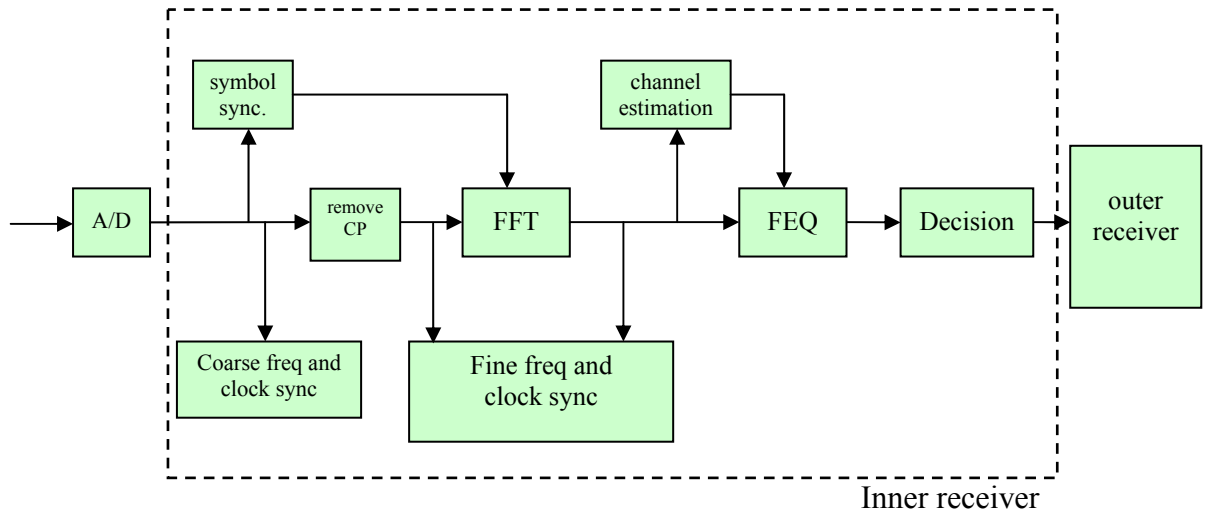 symbol
sync.
channel
estimation
A/D
remove
CP
FFT
FEQ
Decision
outer
receiver
Coarse freq and
clock sync
Fine freq and
clock sync
Inner receiver